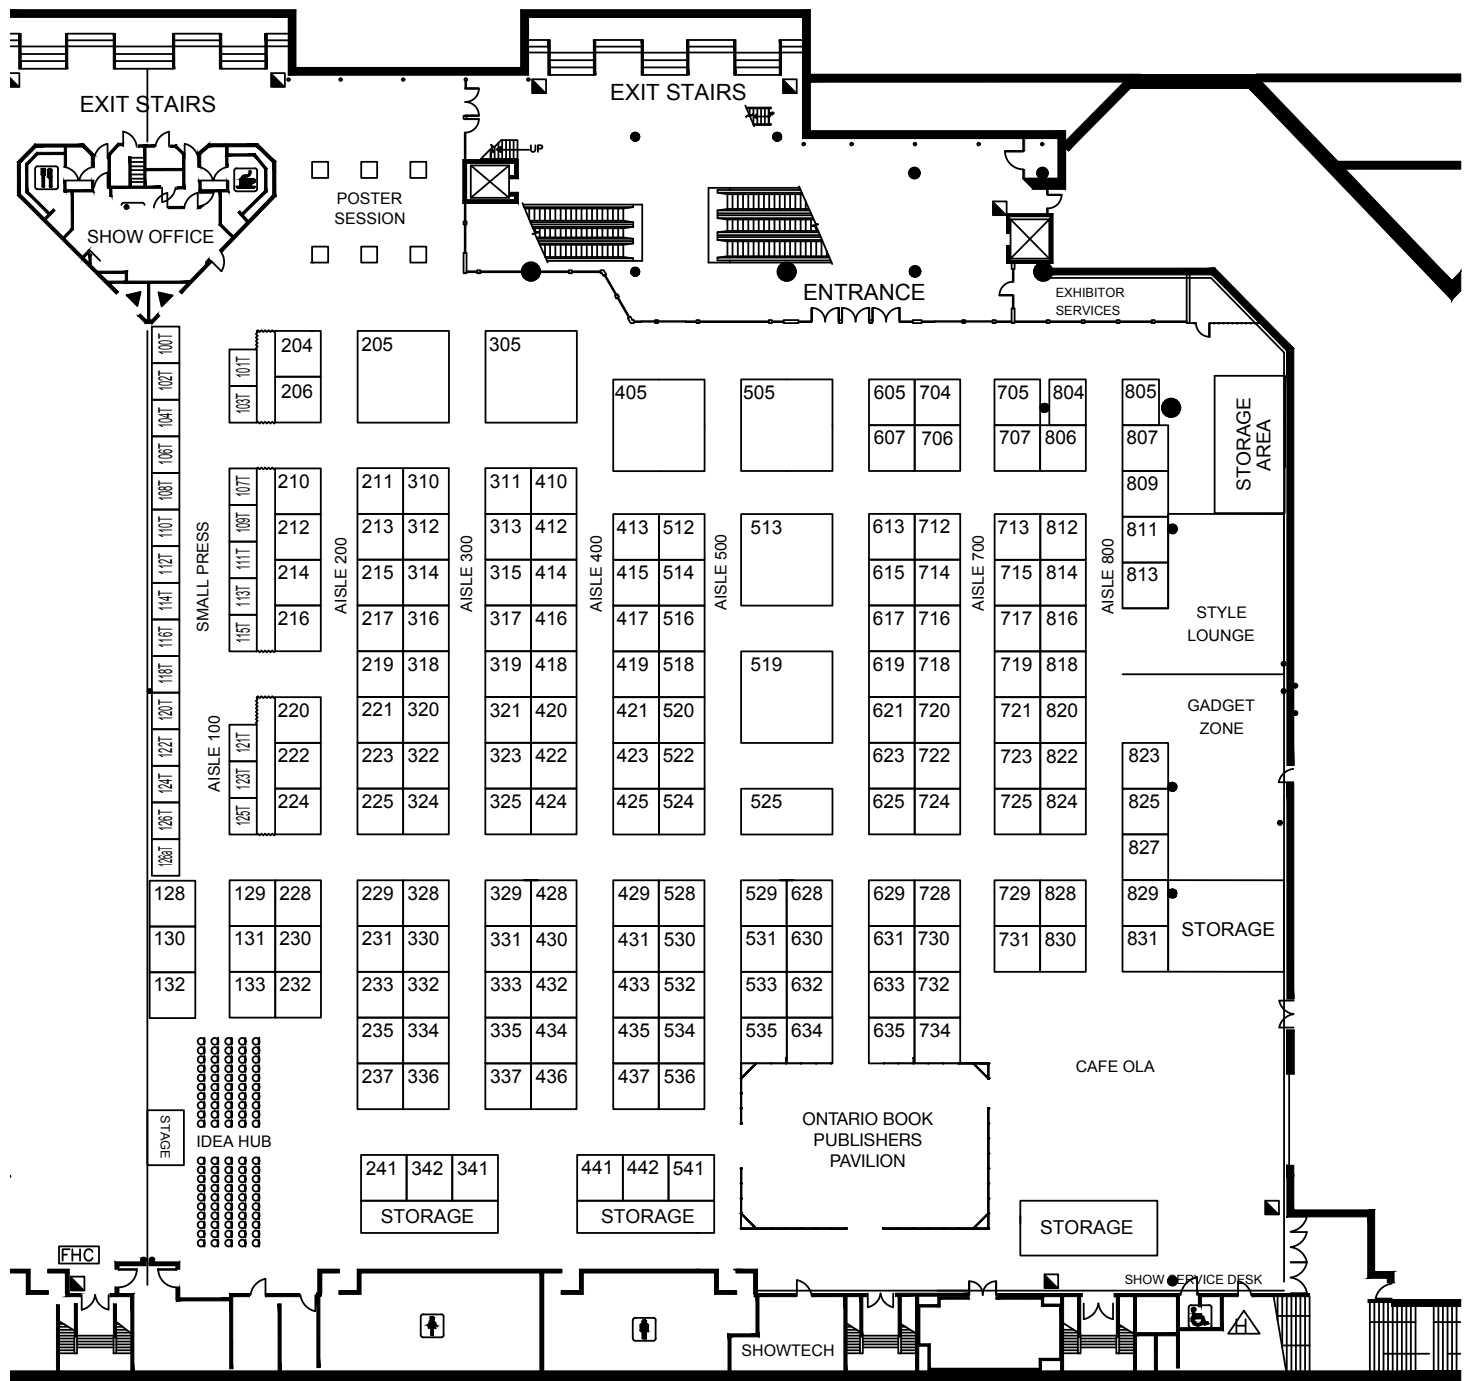 EXIT STAIRS
EXIT STAIRS
UP
POSTER
SESSION
SHOW OFFICE
ENTRANCE
EXHIBITOR
SERVICES
100T
102T
104T
106T
108T
110T
112T
114T
116T
118T
120T
122T
124T
126T
126aT
SMALL PRESS
AISLE 100
101T
103T
107T
109T
111T
113T
115T
121T
123T
125T
204
206
210
212
214
216
220
222
224
AISLE 200
205
211 310
213 312
215 314
217 316
219 318
221 320
223 322
225 324
AISLE 300
305
311 410
313 412
315 414
317 416
319 418
321 420
323 422
325 424
AISLE 400
405
413 512
415 514
417 516
419 518
421 520
423 522
425 524
AISLE 500
505
513
519
525
605 704
607 706
613 712
615 714
617 716
619 718
621 720
623 722
625 724
AISLE 700
705 804
707 806
713 812
715 814
717 816
719 818
721 820
723 822
725 824
AISLE 800
805
807
809
811
813
823
825
827
829
831
STORAGE
AREA
STYLE
LOUNGE
GADGET
ZONE
STORAGE
128
130
132
129 228
131 230
133 232
229 328
231 330
233 332
235 334
237 336
329 428
331 430
333 432
335 434
337 436
429 528
431 530
433 532
435 534
437 536
529 628
531 630
533 632
535 634
629 728
631 730
633 732
635 734
729 828
731 830
CAFE OLA
STAGE
IDEA HUB
241 342 341
STORAGE
441 442 541
STORAGE
ONTARIO BOOK
PUBLISHERS
PAVILION
STORAGE
FHC
SHOW SERVICE DESK
SHOWTECH
H